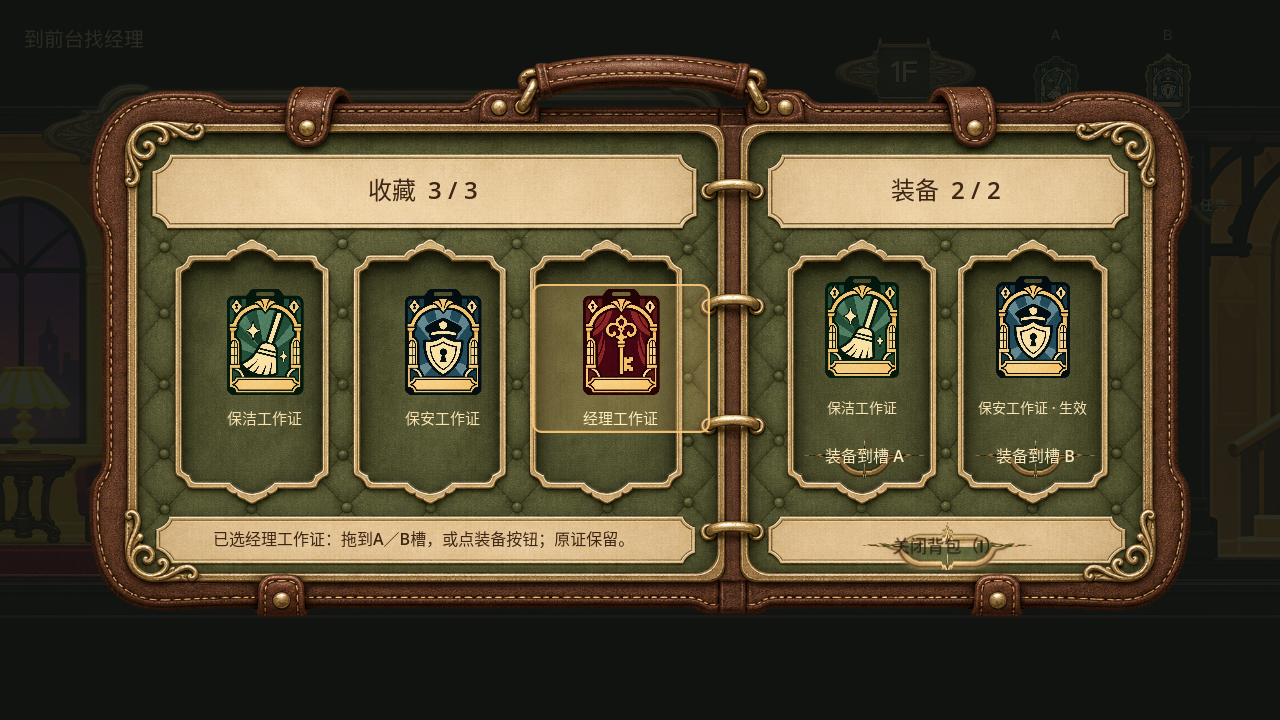 到前台找经理
A
B
1F
收藏 3 / 3
装备 2 / 2
保洁工作证
保安工作证
经理工作证
保洁工作证
保安工作证 · 生效
装备到槽 A
装备到槽 B
已选经理工作证：拖到A／B槽，或点装备按钮；原证保留。
关闭背包（I）
任务